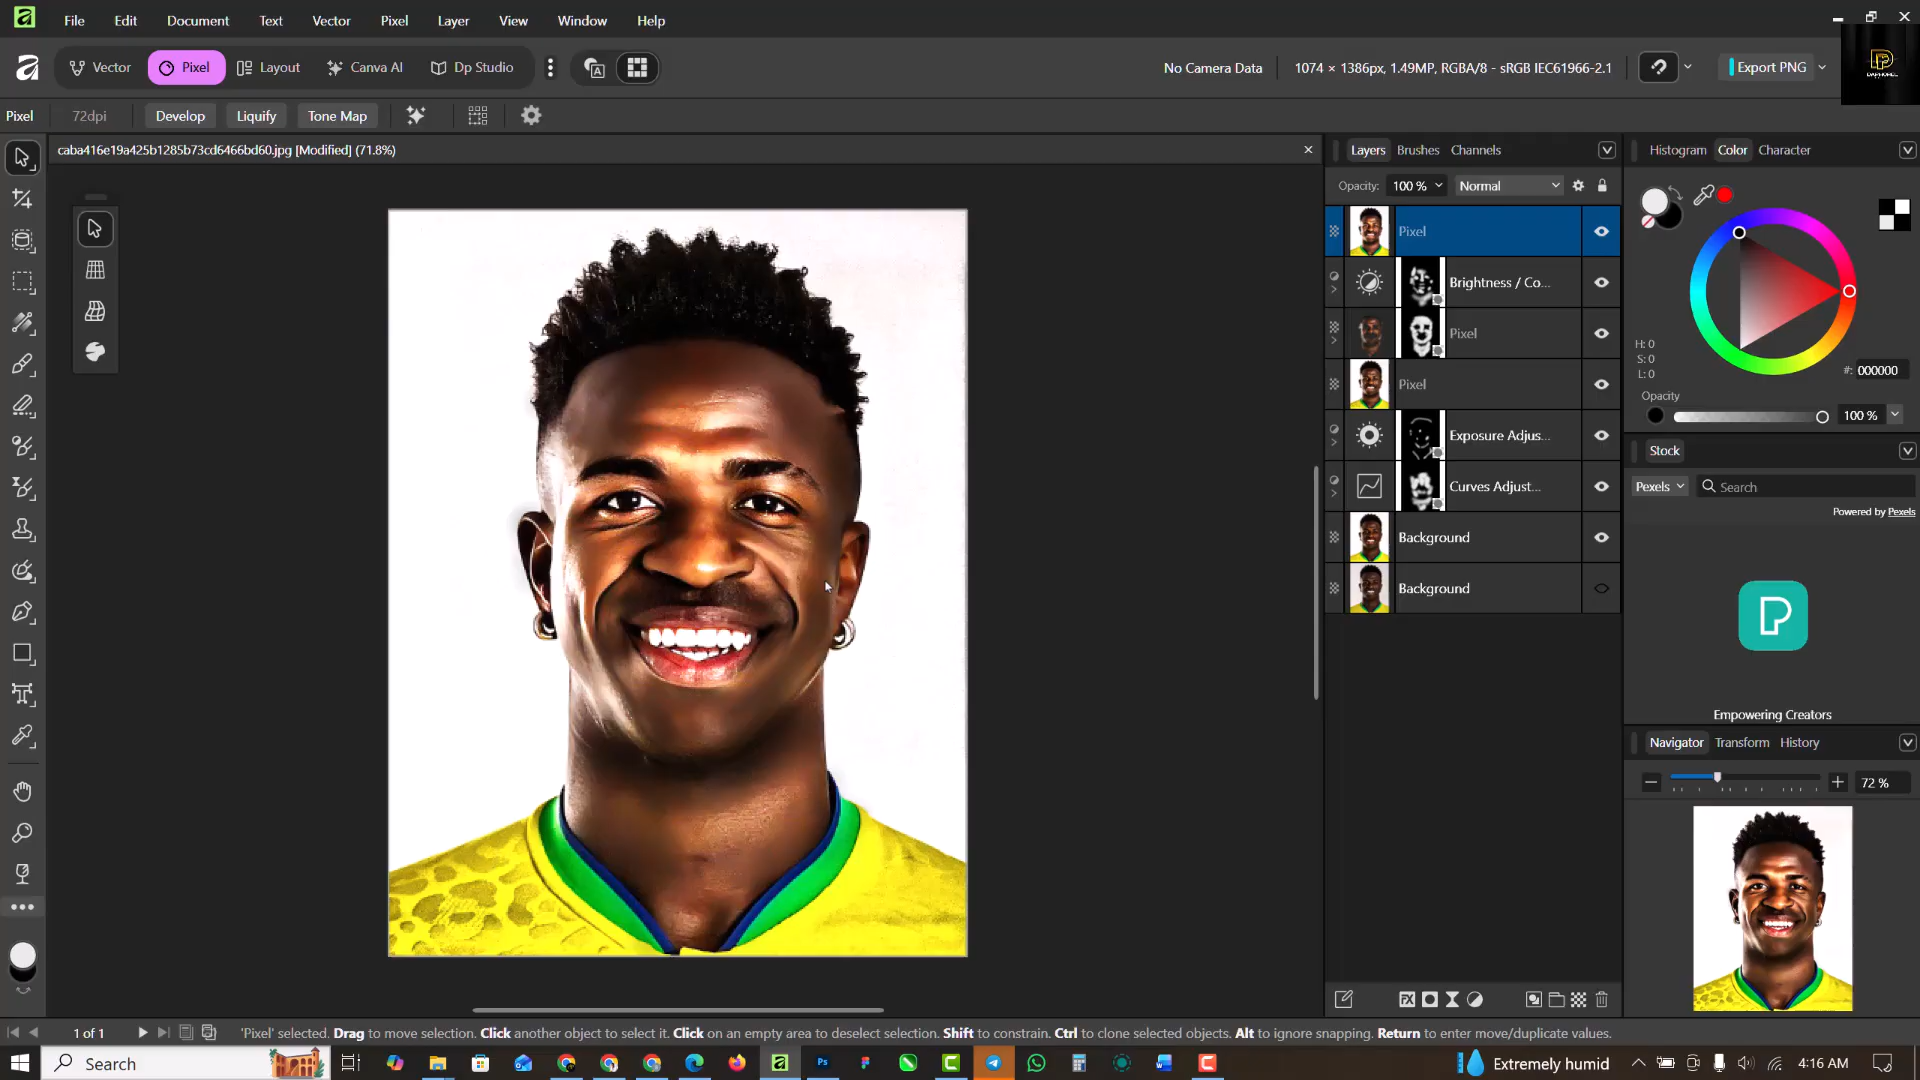 File Edit Document Text Vector Pixel Layer View Window Help
Vector Pixel Layout Canva AI Dp Studio
No Camera Data 1074 × 1386px, 1.49MP, RGBA/8 - sRGB IEC61966-2.1 Export PNG
Pixel 72dpi Develop Liquify Tone Map
caba416e19a425b1285b73cd6466bd60.jpg [Modified] (71.8%)
Layers Brushes Channels
Opacity: 100 % Normal
Pixel
Brightness / Co...
Pixel
Pixel
Exposure Adjus...
Curves Adjust...
Background
Background
Histogram Color Character
H: 0
S: 0
L: 0
#: 000000
Opacity
100 %
Stock
Pexels Search
Powered by Pexels
Empowering Creators
Navigator Transform History
72 %
1 of 1 'Pixel' selected. Drag to move selection. Click another object to select it. Click on an empty area to deselect selection. Shift to constrain. Ctrl to clone selected objects. Alt to ignore snapping. Return to enter move/duplicate values.
Search
Extremely humid 4:16 AM